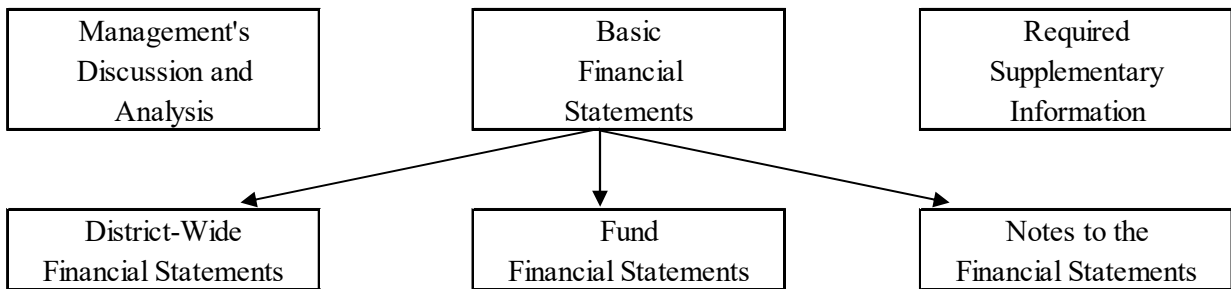 Management's
Discussion and
Analysis
Basic
Financial
Statements
Required
Supplementary
Information
District-Wide
Financial Statements
Fund
Financial Statements
Notes to the
Financial Statements